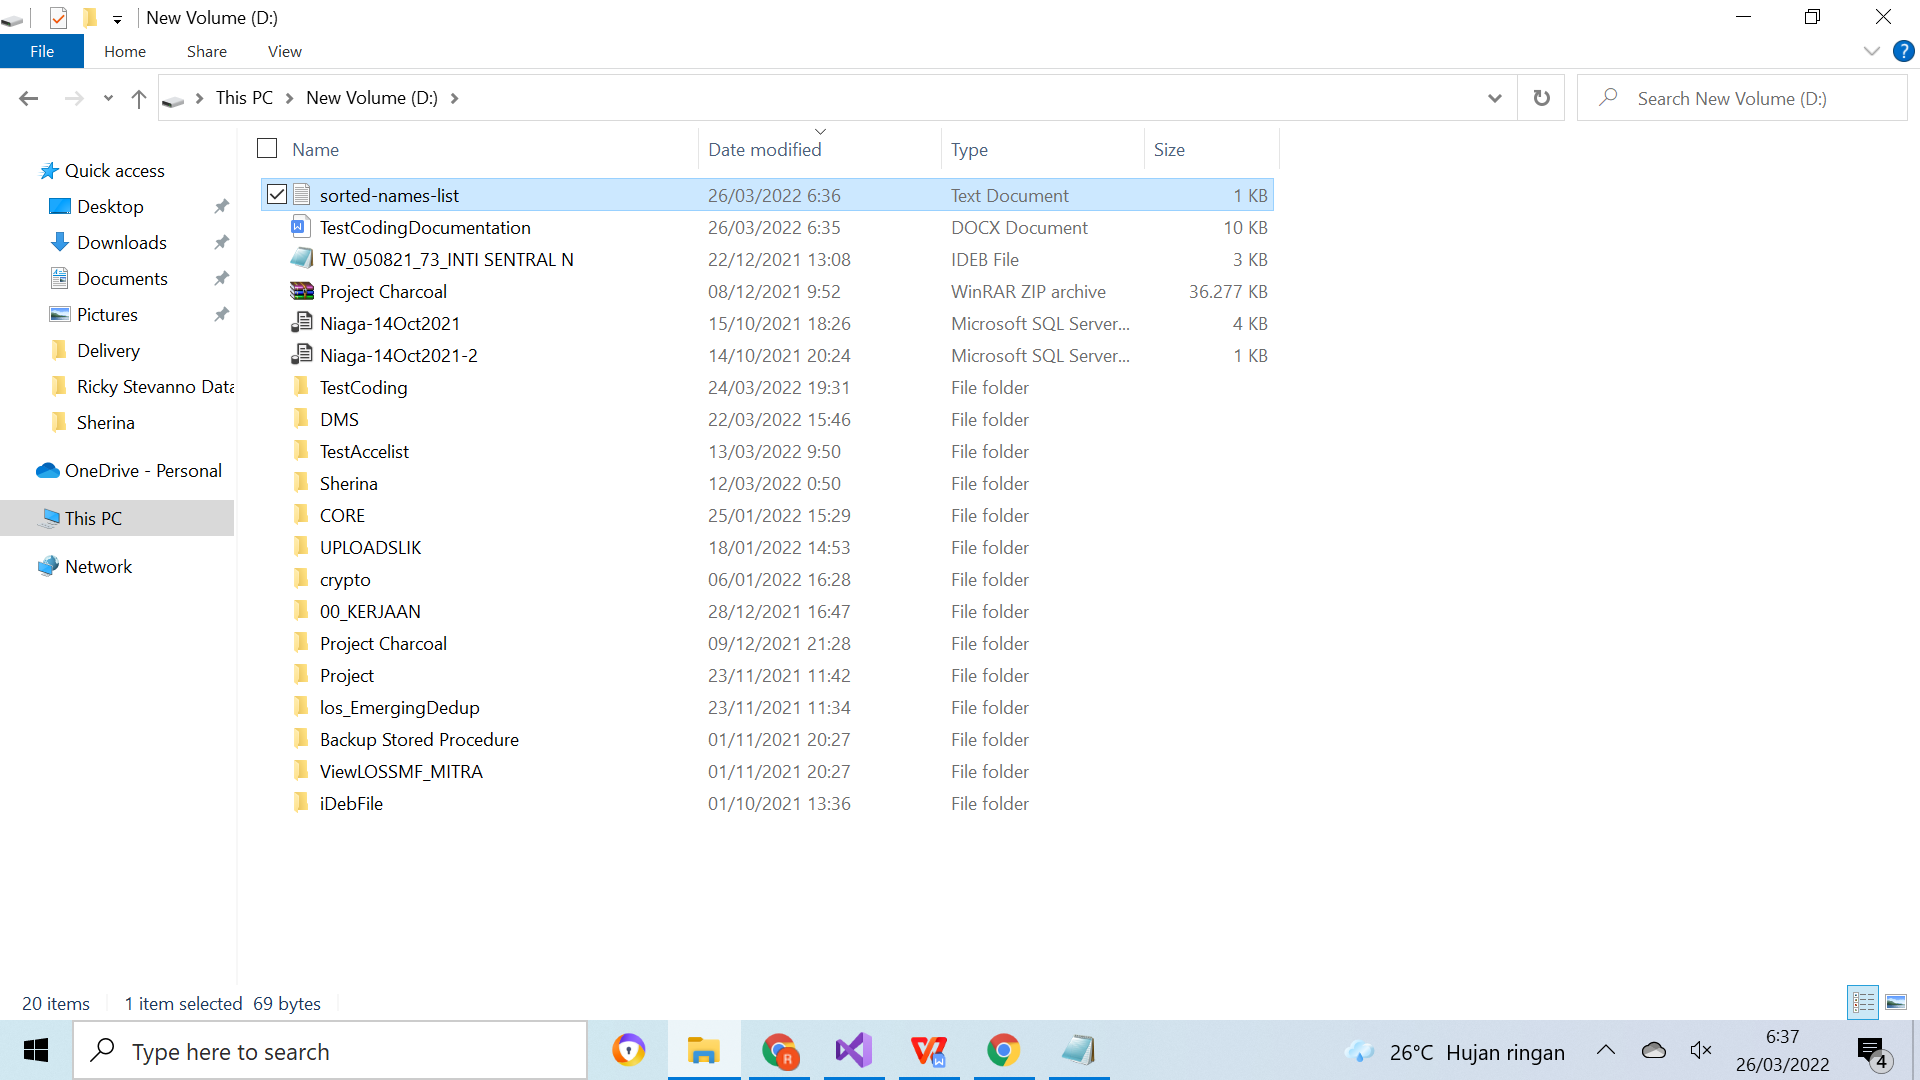 New Volume (D:)
File Home Share View
This PC New Volume (D:) Search New Volume (D:)
Name Date modified Type Size
Quick access
Desktop
Downloads
Documents
Pictures
Delivery
Ricky Stevanno Data
Sherina
OneDrive - Personal
This PC
Network
sorted-names-list 26/03/2022 6:36 Text Document 1 KB
TestCodingDocumentation 26/03/2022 6:35 DOCX Document 10 KB
TW_050821_73_INTI SENTRAL N 22/12/2021 13:08 IDEB File 3 KB
Project Charcoal 08/12/2021 9:52 WinRAR ZIP archive 36.277 KB
Niaga-14Oct2021 15/10/2021 18:26 Microsoft SQL Server... 4 KB
Niaga-14Oct2021-2 14/10/2021 20:24 Microsoft SQL Server... 1 KB
TestCoding 24/03/2022 19:31 File folder
DMS 22/03/2022 15:46 File folder
TestAccelist 13/03/2022 9:50 File folder
Sherina 12/03/2022 0:50 File folder
CORE 25/01/2022 15:29 File folder
UPLOADSLIK 18/01/2022 14:53 File folder
crypto 06/01/2022 16:28 File folder
00_KERJAAN 28/12/2021 16:47 File folder
Project Charcoal 09/12/2021 21:28 File folder
Project 23/11/2021 11:42 File folder
los_EmergingDedup 23/11/2021 11:34 File folder
Backup Stored Procedure 01/11/2021 20:27 File folder
ViewLOSSMF_MITRA 01/11/2021 20:27 File folder
iDebFile 01/10/2021 13:36 File folder
20 items 1 item selected 69 bytes
Type here to search
R
26°C Hujan ringan
6:37
26/03/2022
4